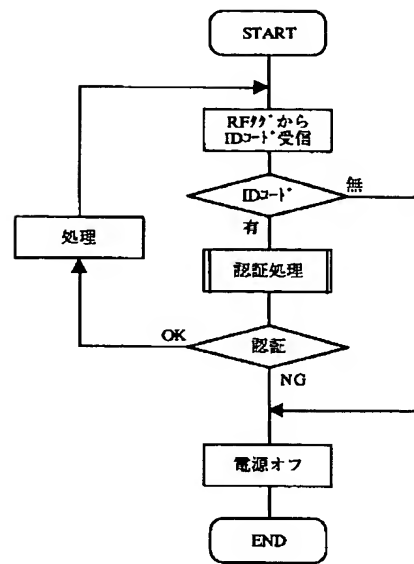 START
RFﾀｸﾞから
IDｺｰﾄﾞ受信
IDｺｰﾄﾞ
無
有
処理
認証処理
OK
認証
NG
電源オフ
END